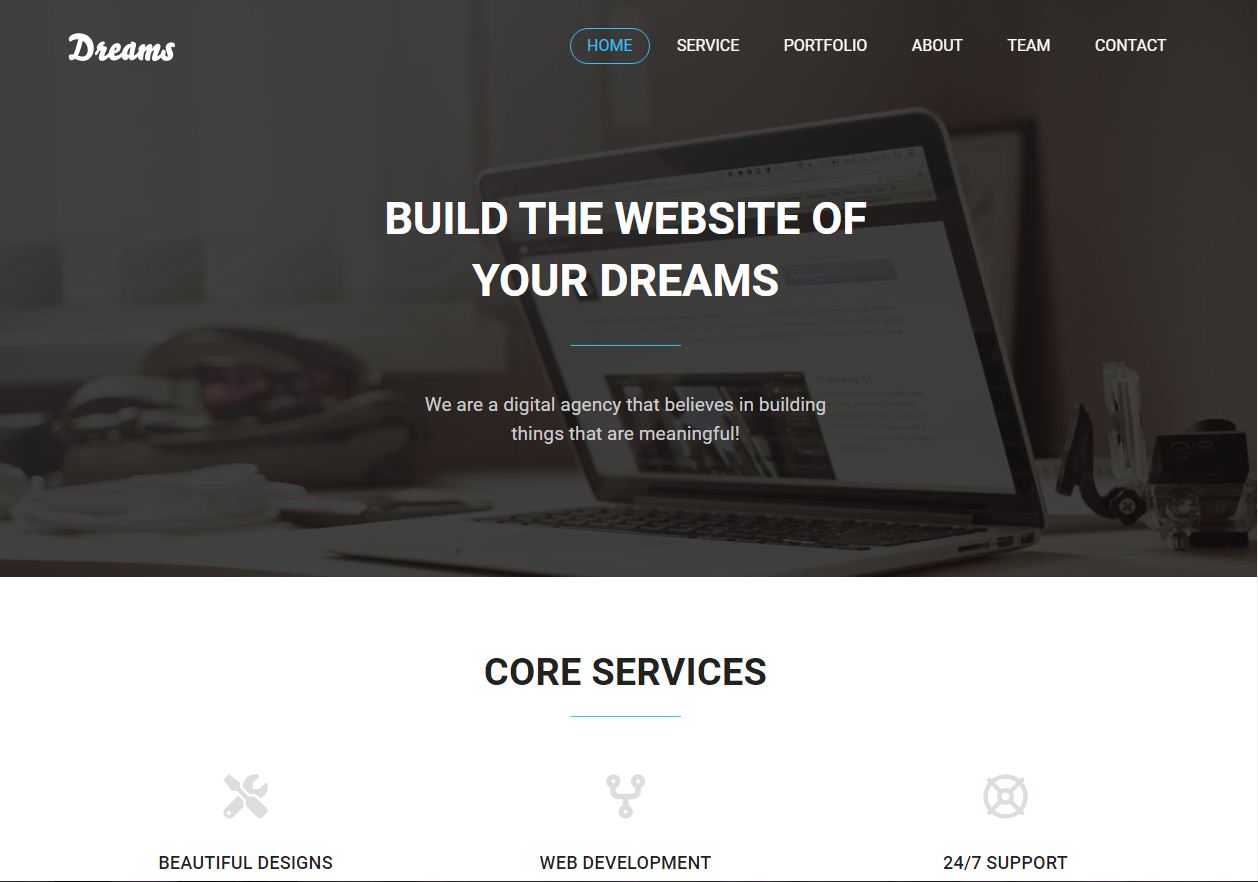 Dreams
HOME SERVICE PORTFOLIO ABOUT TEAM CONTACT
BUILD THE WEBSITE OF
YOUR DREAMS
We are a digital agency that believes in building
things that are meaningful!
CORE SERVICES
BEAUTIFUL DESIGNS WEB DEVELOPMENT 24/7 SUPPORT